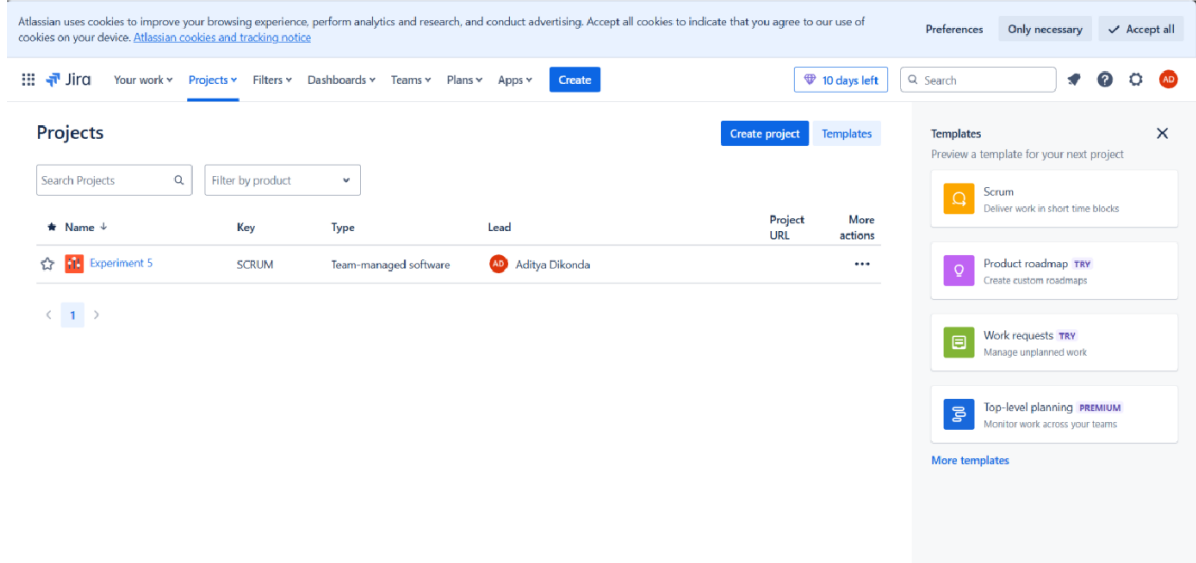 Atlassian uses cookies to improve your browsing experience, perform analytics and research, and conduct advertising. Accept all cookies to indicate that you agree to our use of
cookies on your device. Atlassian cookies and tracking notice
Preferences
Only necessary
Accept all
Jira
Your work
Projects
Filters
Dashboards
Teams
Plans
Apps
Create
10 days left
Search
AD
Projects
Create project
Templates
Search Projects
Filter by product
Name
Key
Type
Lead
Project
URL
More
actions
Experiment 5
SCRUM
Team-managed software
AD
Aditya Dikonda
1
Templates
Preview a template for your next project
Scrum
Deliver work in short time blocks
Product roadmap TRY
Create custom roadmaps
Work requests TRY
Manage unplanned work
Top-level planning PREMIUM
Monitor work across your teams
More templates